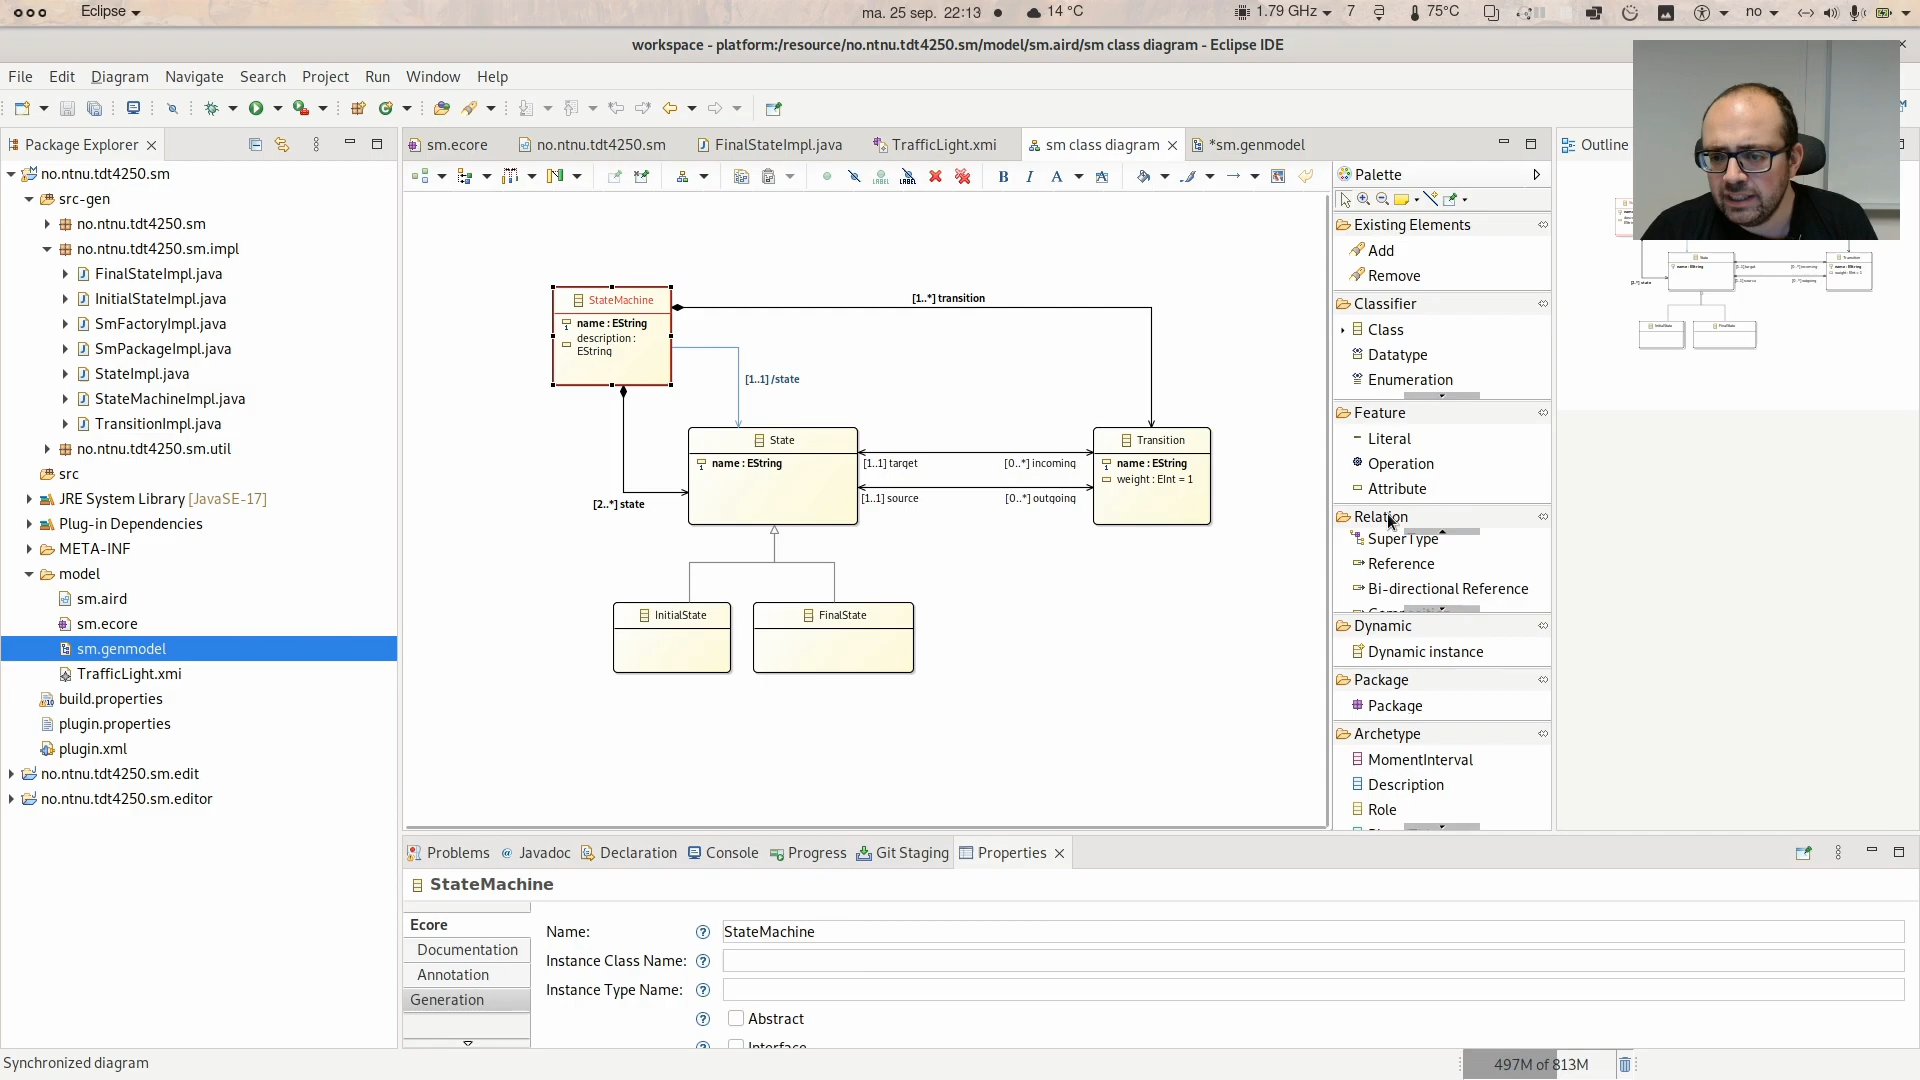 Eclipse
ma. 25 sep. 22:13
14 °C
1.79 GHz
7
75°C
no
workspace - platform:/resource/no.ntnu.tdt4250.sm/model/sm.aird/sm class diagram - Eclipse IDE
File Edit Diagram Navigate Search Project Run Window Help
Package Explorer
no.ntnu.tdt4250.sm
src-gen
no.ntnu.tdt4250.sm
no.ntnu.tdt4250.sm.impl
FinalStateImpl.java
InitialStateImpl.java
SmFactoryImpl.java
SmPackageImpl.java
StateImpl.java
StateMachineImpl.java
TransitionImpl.java
no.ntnu.tdt4250.sm.util
src
JRE System Library [JavaSE-17]
Plug-in Dependencies
META-INF
model
sm.aird
sm.ecore
sm.genmodel
TrafficLight.xmi
build.properties
plugin.properties
plugin.xml
no.ntnu.tdt4250.sm.edit
no.ntnu.tdt4250.sm.editor
sm.ecore
no.ntnu.tdt4250.sm
FinalStateImpl.java
TrafficLight.xmi
sm class diagram
*sm.genmodel
StateMachine
name : EString
description :
EString
[1..*] transition
[1..1] /state
[2..*] state
State
name : EString
[1..1] target
[0..*] incoming
[1..1] source
[0..*] outgoing
Transition
name : EString
weight : EInt = 1
InitialState
FinalState
Palette
Existing Elements
Add
Remove
Classifier
Class
Datatype
Enumeration
Feature
Literal
Operation
Attribute
Relation
SuperType
Reference
Bi-directional Reference
Dynamic
Dynamic instance
Package
Package
Archetype
MomentInterval
Description
Role
Outline
Problems
Javadoc
Declaration
Console
Progress
Git Staging
Properties
StateMachine
Ecore
Documentation
Annotation
Generation
Name:
StateMachine
Instance Class Name:
Instance Type Name:
Abstract
Interface
Synchronized diagram
497M of 813M